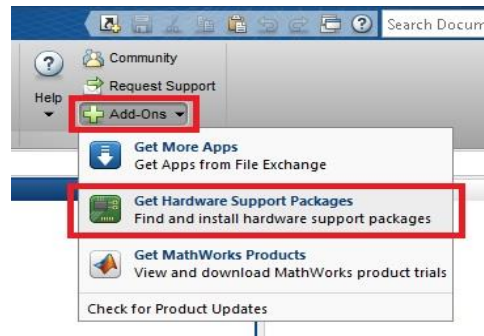 Search Docum
Community
Help
Request Support
Add-Ons
Get More Apps
Get Apps from File Exchange
Get Hardware Support Packages
Find and install hardware support packages
Get MathWorks Products
View and download MathWorks product trials
Check for Product Updates